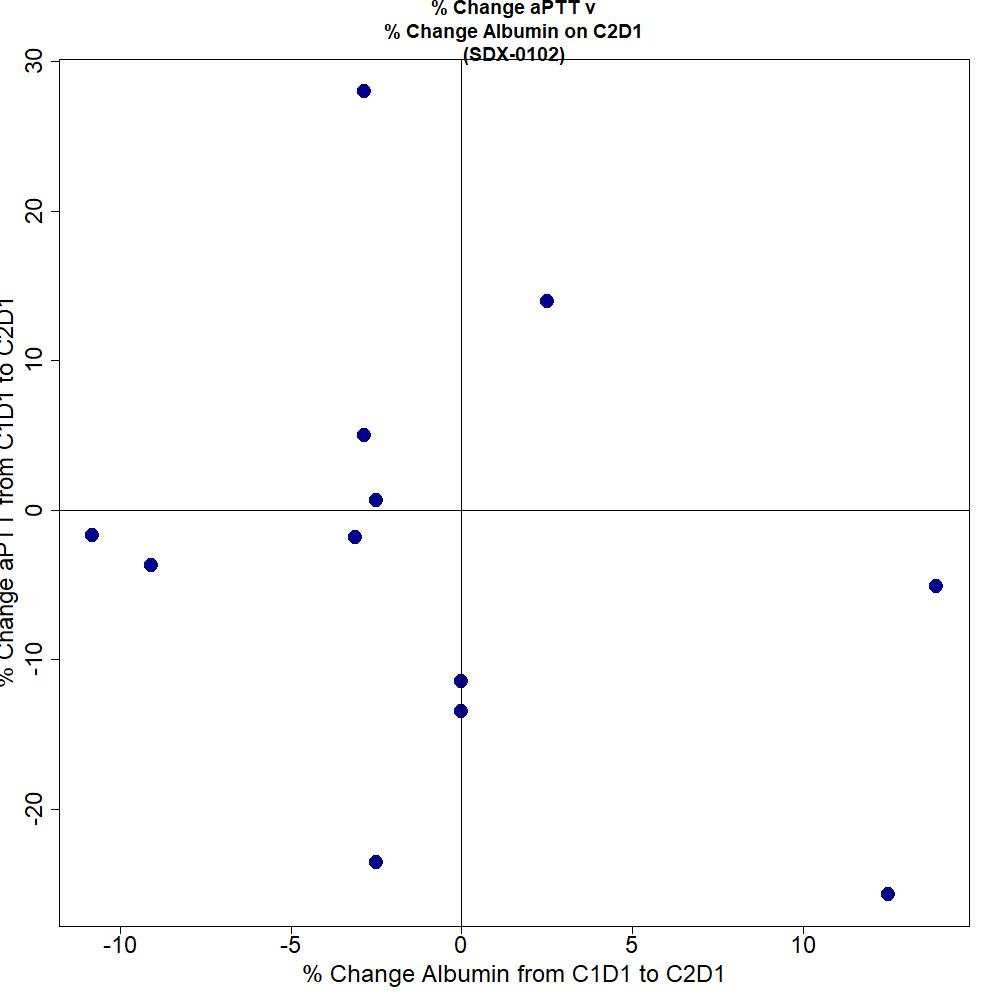 % Change aPTT v
% Change Albumin on C2D1
(SDX-0102)
% Change aPTT from C1D1 to C2D1
30
20
10
0
-10
-20
-10
-5
0
5
10
% Change Albumin from C1D1 to C2D1